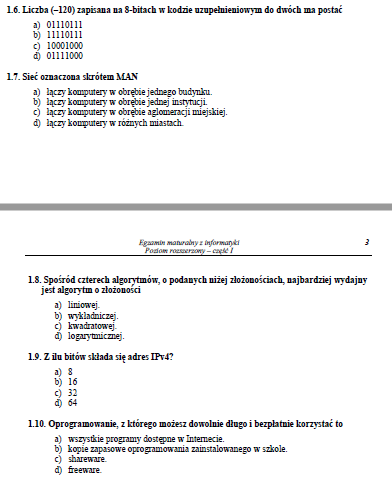 1.6. Liczba (–120) zapisana na 8-bitach w kodzie uzupełnieniowym do dwóch ma postać
a) 01110111
b) 11110111
c) 10001000
d) 01111000
1.7. Sieć oznaczona skrótem MAN
a) łączy komputery w obrębie jednego budynku.
b) łączy komputery w obrębie jednej instytucji.
c) łączy komputery w obrębie aglomeracji miejskiej.
d) łączy komputery w różnych miastach.
Egzamin maturalny z informatyki 3
Poziom rozszerzony – część I
1.8. Spośród czterech algorytmów, o podanych niżej złożonościach, najbardziej wydajny
jest algorytm o złożoności
a) liniowej.
b) wykładniczej.
c) kwadratowej.
d) logarytmicznej.
1.9. Z ilu bitów składa się adres IPv4?
a) 8
b) 16
c) 32
d) 64
1.10. Oprogramowanie, z którego możesz dowolnie długo i bezpłatnie korzystać to
a) wszystkie programy dostępne w Internecie.
b) kopie zapasowe oprogramowania zainstalowanego w szkole.
c) shareware.
d) freeware.